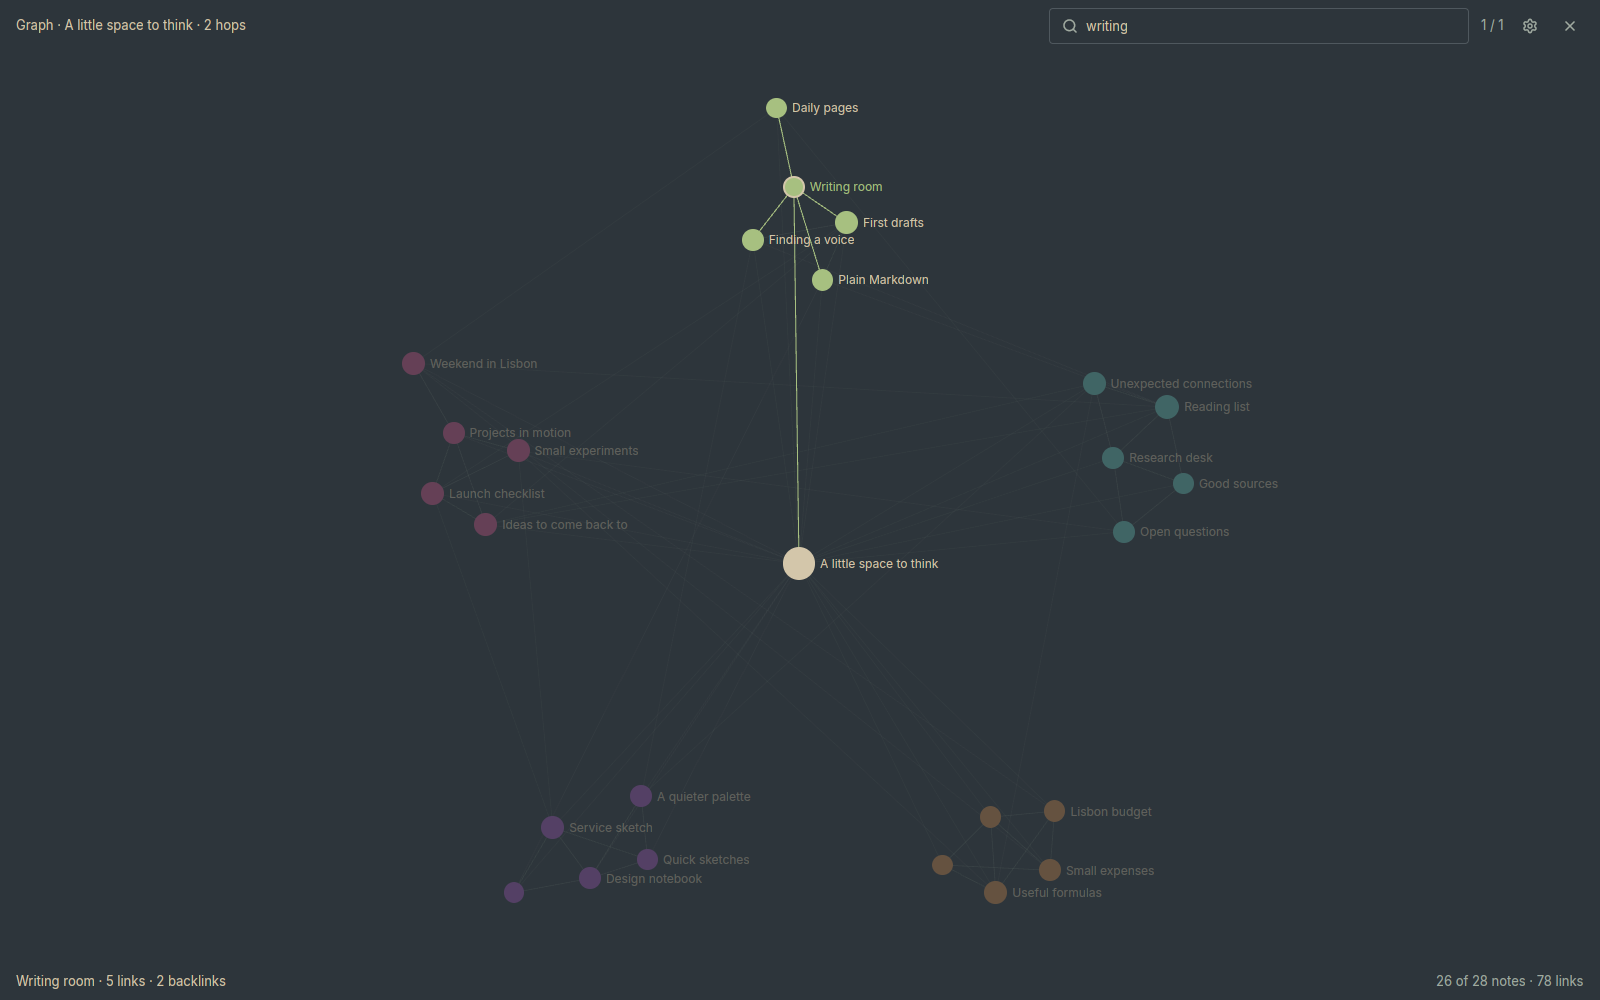 Graph · A little space to think · 2 hops
writing
1 / 1
Daily pages
Writing room
First drafts
Finding a voice
Plain Markdown
Weekend in Lisbon
Unexpected connections
Reading list
Projects in motion
Small experiments
Research desk
Good sources
Launch checklist
Ideas to come back to
Open questions
A little space to think
A quieter palette
Lisbon budget
Service sketch
Quick sketches
Small expenses
Design notebook
Useful formulas
Writing room · 5 links · 2 backlinks
26 of 28 notes · 78 links